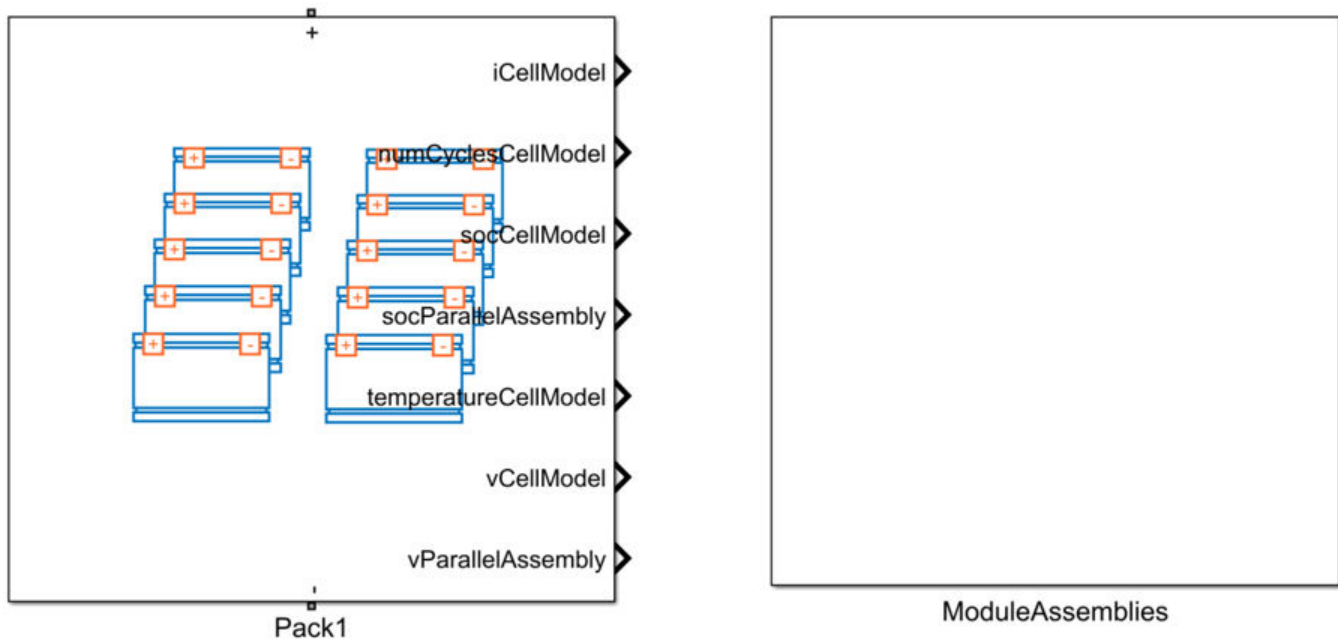 +
iCellModel
numCyclesCellModel
socCellModel
socParallelAssembly
temperatureCellModel
vCellModel
vParallelAssembly
-
Pack1
ModuleAssemblies
+ - + -
+ - + -
+ - + -
+ - + -
+ - + -